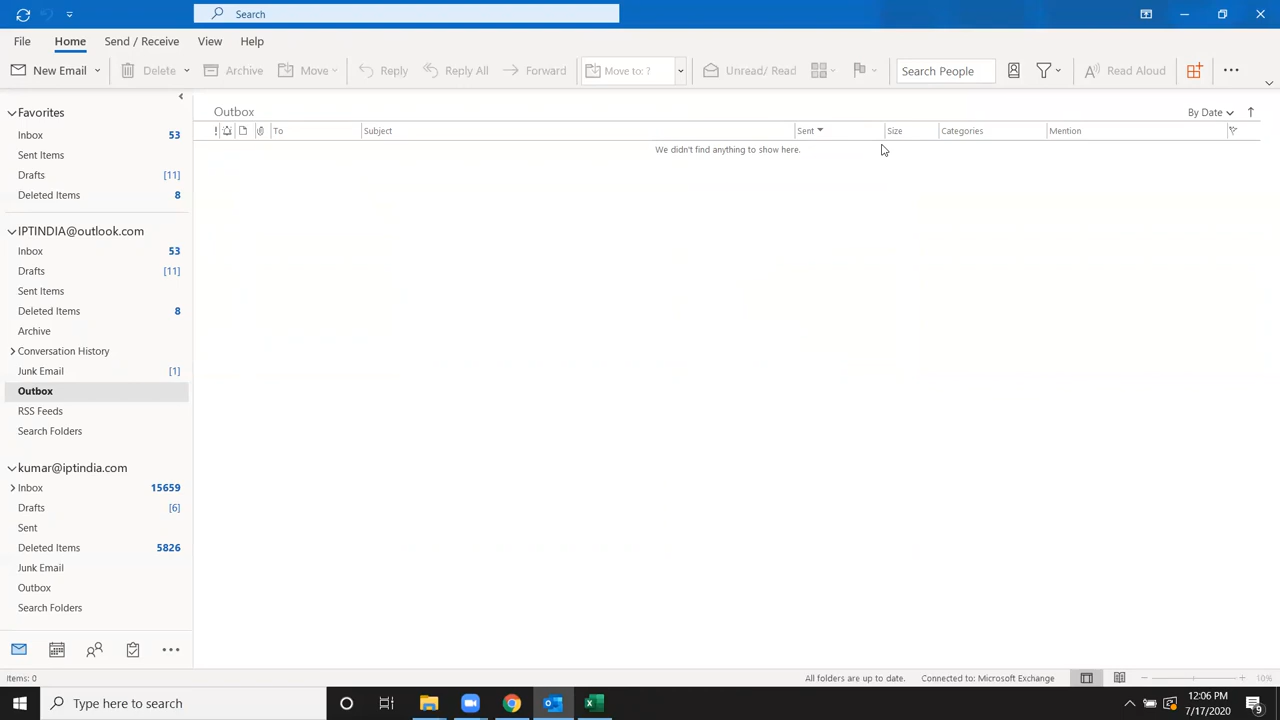 Search
File Home Send / Receive View Help
New Email Delete Archive Move Reply Reply All Forward Move to: ? Unread/ Read Search People Read Aloud
Favorites
Inbox 53
Sent Items
Drafts [11]
Deleted Items 8
IPTINDIA@outlook.com
Inbox 53
Drafts [11]
Sent Items
Deleted Items 8
Archive
Conversation History
Junk Email [1]
Outbox
RSS Feeds
Search Folders
kumar@iptindia.com
Inbox 15659
Drafts [6]
Sent
Deleted Items 5826
Junk Email
Outbox
Search Folders
Outbox By Date
! To Subject Sent Size Categories Mention
We didn't find anything to show here.
Items: 0 All folders are up to date. Connected to: Microsoft Exchange 10%
Type here to search
12:06 PM
7/17/2020
9